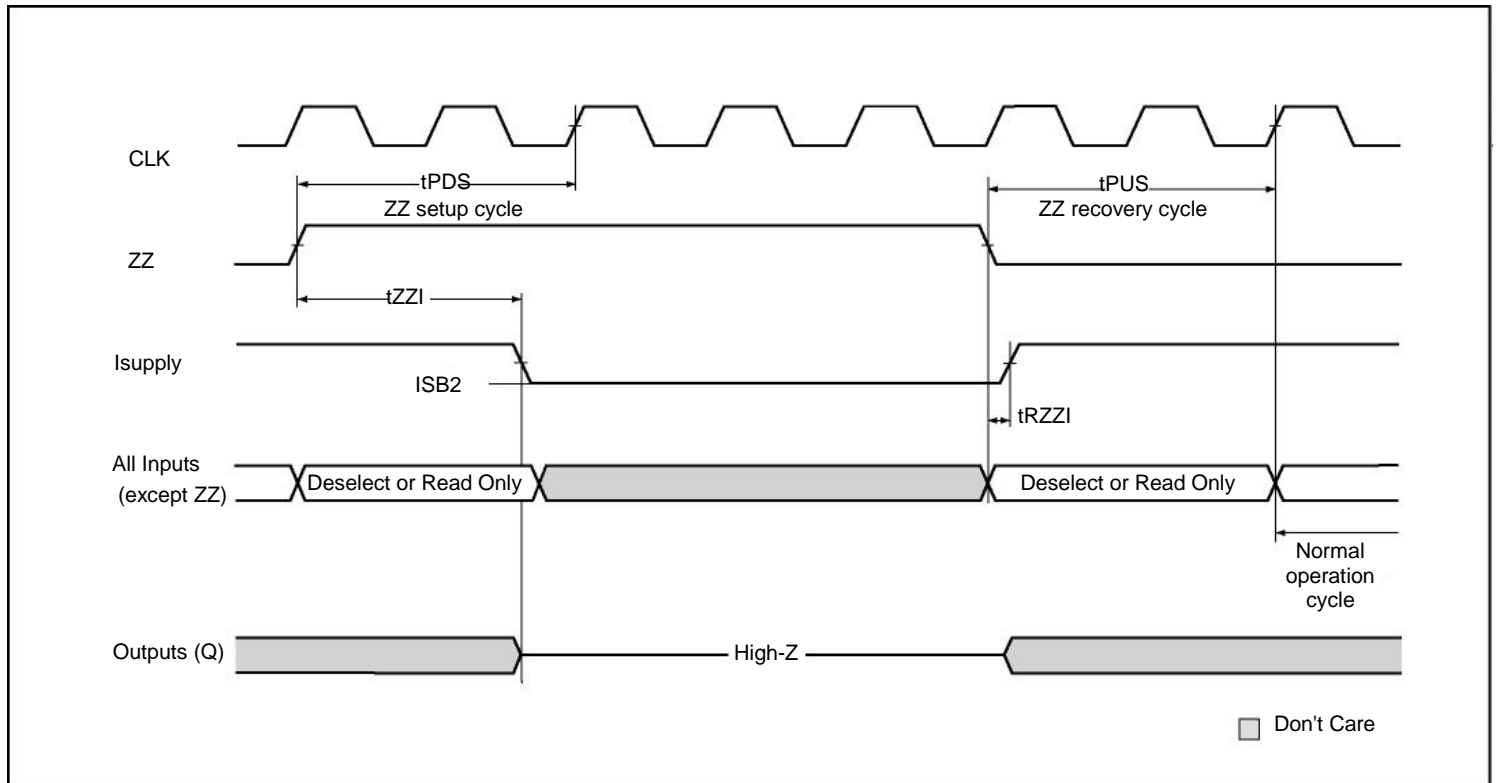 CLK
tPDS
ZZ setup cycle
tPUS
ZZ recovery cycle
ZZ
tZZI
Isupply
ISB2
tRZZI
All Inputs
(except ZZ)
Deselect or Read Only
Deselect or Read Only
Normal
operation
cycle
Outputs (Q)
High-Z
Don't Care